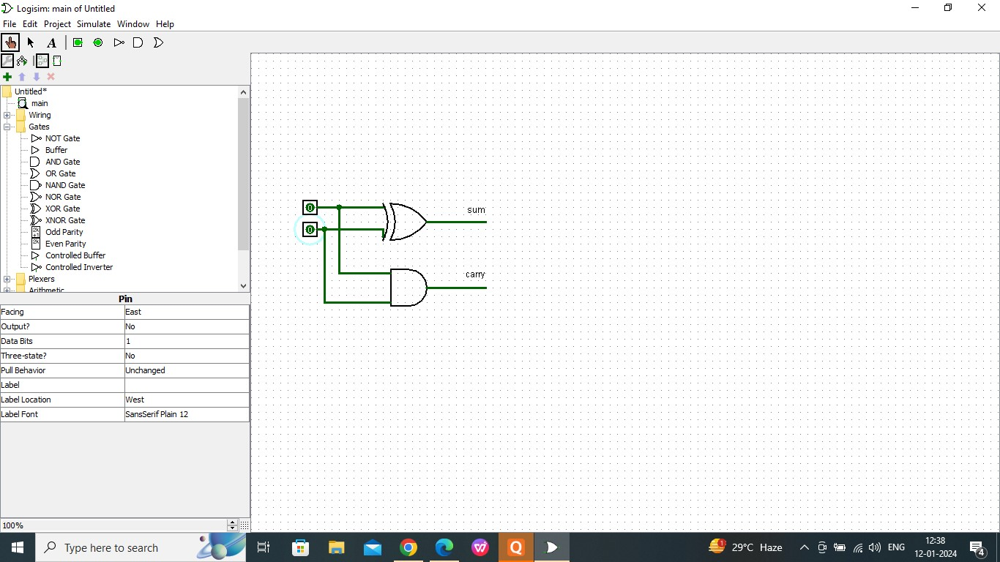 Logisim: main of Untitled
File Edit Project Simulate Window Help
A
Untitled*
main
Wiring
Gates
NOT Gate
Buffer
AND Gate
OR Gate
NAND Gate
NOR Gate
XOR Gate
XNOR Gate
Odd Parity
Even Parity
Controlled Buffer
Controlled Inverter
Plexers
Arithmetic
Pin
Facing East
Output? No
Data Bits 1
Three-state? No
Pull Behavior Unchanged
Label
Label Location West
Label Font SansSerif Plain 12
100%
0
0
sum
carry
Type here to search
Q
1
29°C Haze
ENG
12:38
12-01-2024
4